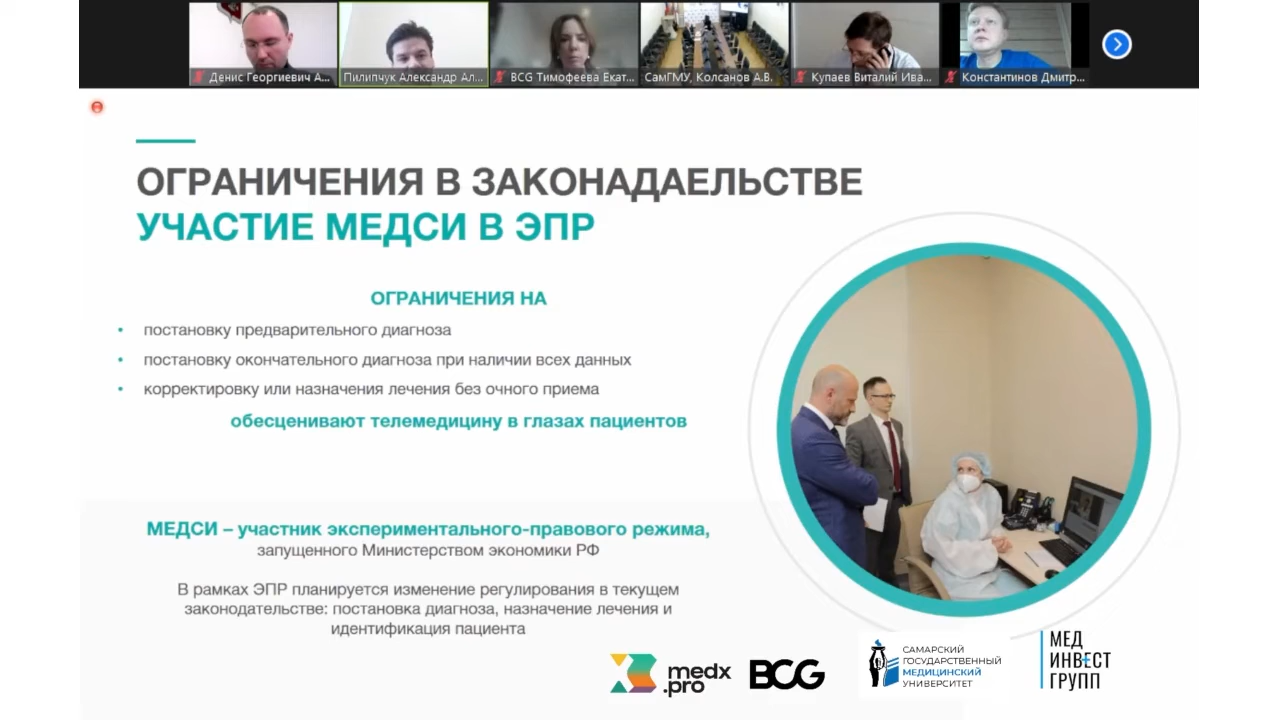 Денис Георгиевич А...
Пилипчук Александр Ал...
BCG Тимофеева Екат...
СамГМУ, Колсанов А.В.
Купаев Виталий Ива...
Константинов Дмитр...
ОГРАНИЧЕНИЯ В ЗАКОНАДАЕЛЬСТВЕ
УЧАСТИЕ МЕДСИ В ЭПР
ОГРАНИЧЕНИЯ НА
• постановку предварительного диагноза
• постановку окончательного диагноза при наличии всех данных
• корректировку или назначения лечения без очного приема
обесценивают телемедицину в глазах пациентов
МЕДСИ – участник экспериментального-правового режима,
запущенного Министерством экономики РФ
В рамках ЭПР планируется изменение регулирования в текущем
законодательстве: постановка диагноза, назначение лечения и
идентификация пациента
medx
.pro
BCG
САМАРСКИЙ
ГОСУДАРСТВЕННЫЙ
МЕДИЦИНСКИЙ
УНИВЕРСИТЕТ
МЕД
ИНВЕСТ
ГРУПП